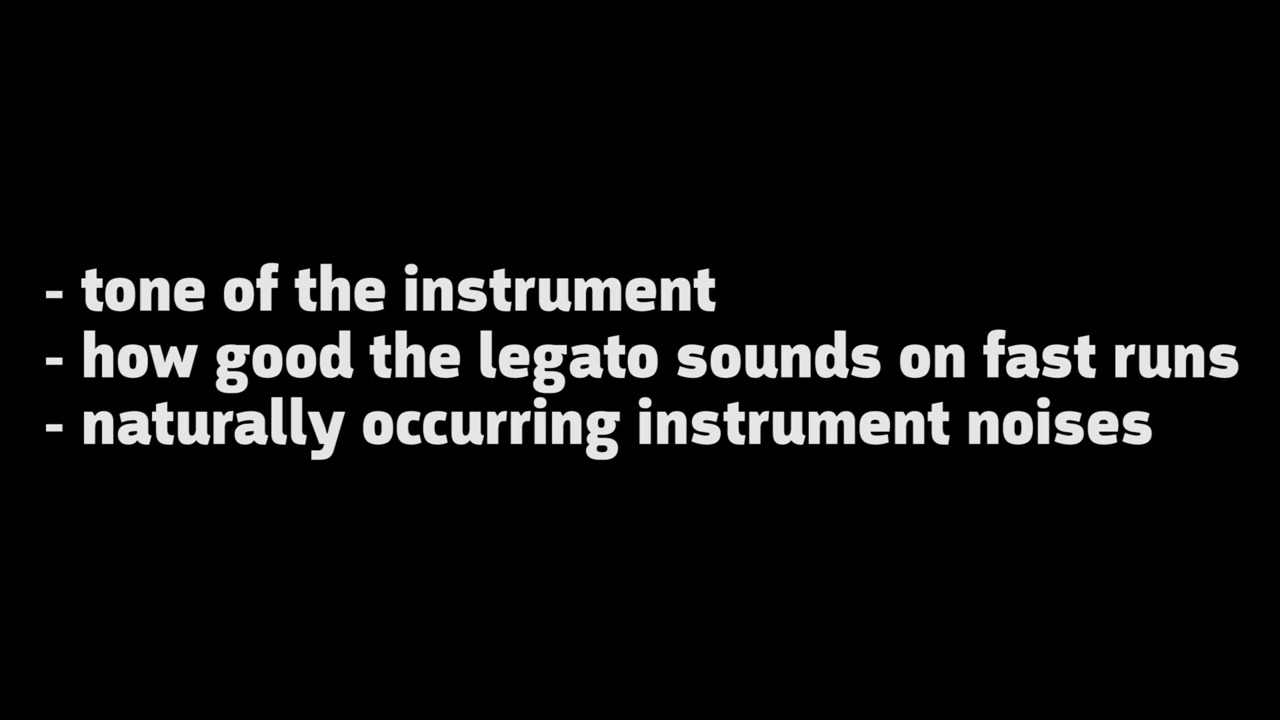 - tone of the instrument
- how good the legato sounds on fast runs
- naturally occurring instrument noises